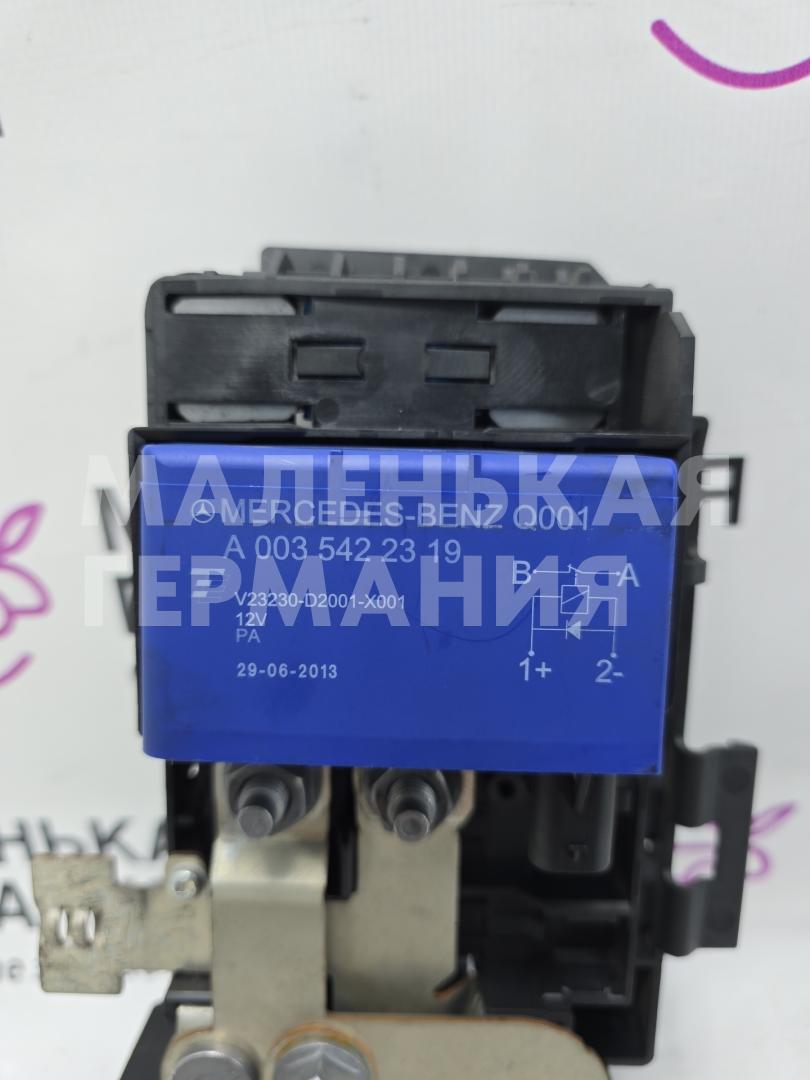 МАЛЕНЬКАЯ
ГЕРМАНИЯ
MERCEDES-BENZ Q001
A 003 542 23 19
V23230-D2001-X001
12V
PA
29-06-2013
B A
1+ 2-